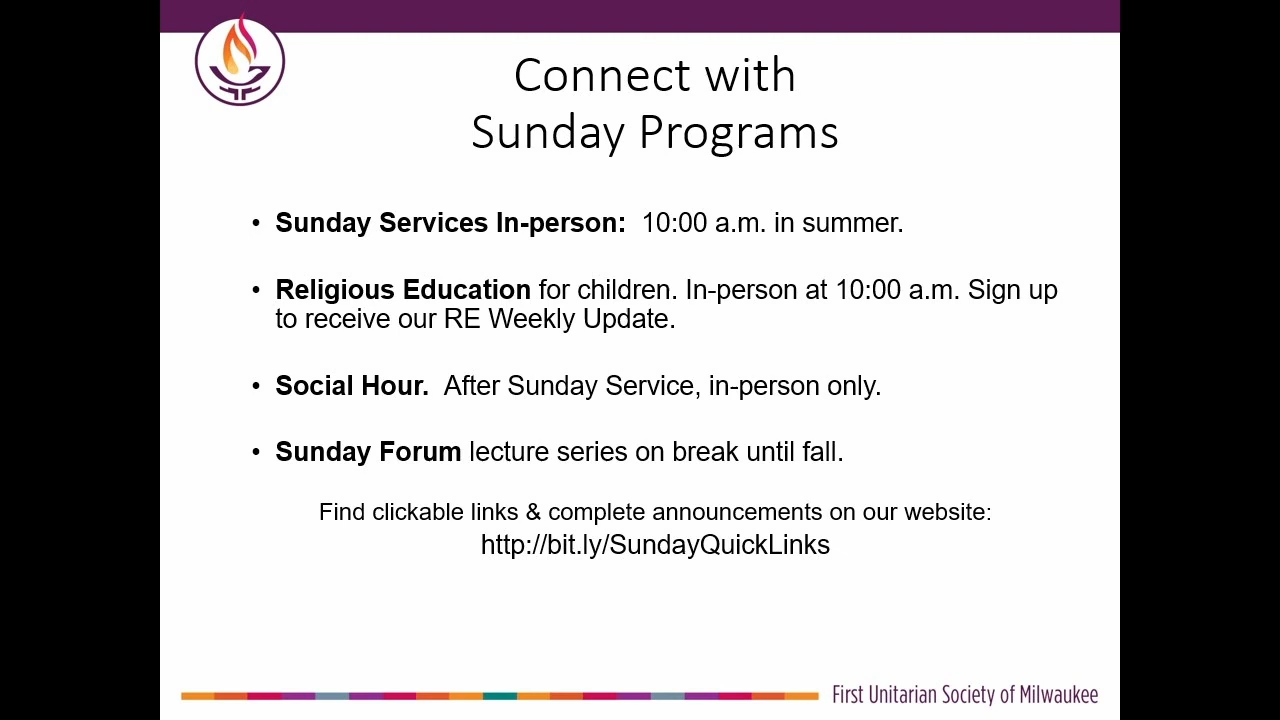 Connect with
Sunday Programs
• Sunday Services In-person:  10:00 a.m. in summer.
• Religious Education for children. In-person at 10:00 a.m. Sign up
to receive our RE Weekly Update.
• Social Hour.  After Sunday Service, in-person only.
• Sunday Forum lecture series on break until fall.
Find clickable links & complete announcements on our website:
http://bit.ly/SundayQuickLinks
First Unitarian Society of Milwaukee